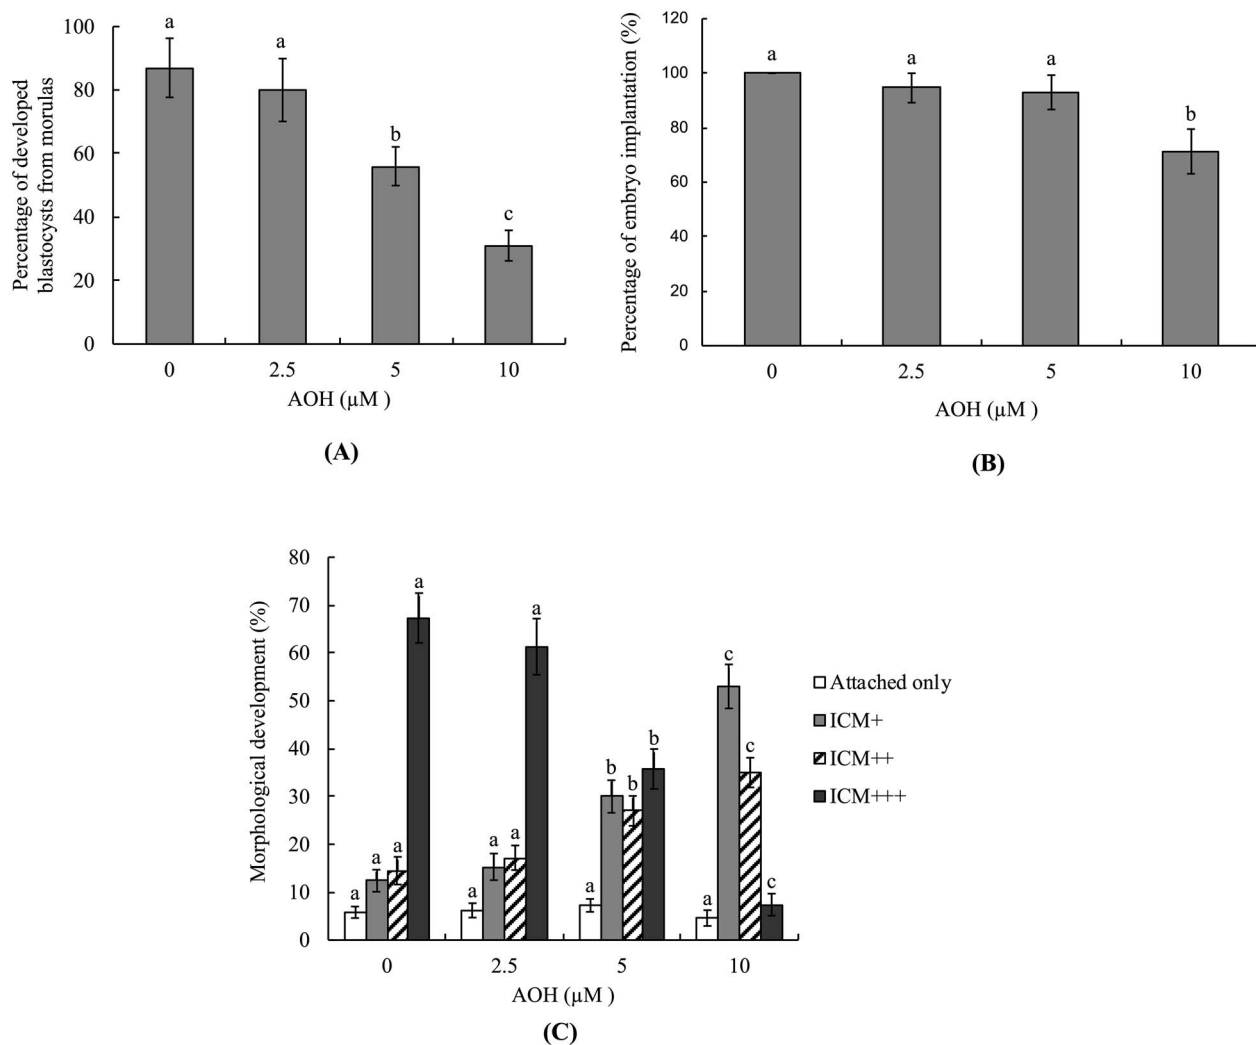 Percentage of developed
blastocysts from morulas
100
80
60
40
20
0
a
a
b
c
0
2.5
5
10
AOH (µM )
(A)
Percentage of embryo implantation (%)
120
100
80
60
40
20
0
a
a
a
b
0
2.5
5
10
AOH (µM )
(B)
Morphological development (%)
80
70
60
50
40
30
20
10
0
a
a
a
a
a
a
a
a
a
b
b
b
a
c
c
c
0
2.5
5
10
AOH (µM )
Attached only
ICM+
ICM++
ICM+++
(C)